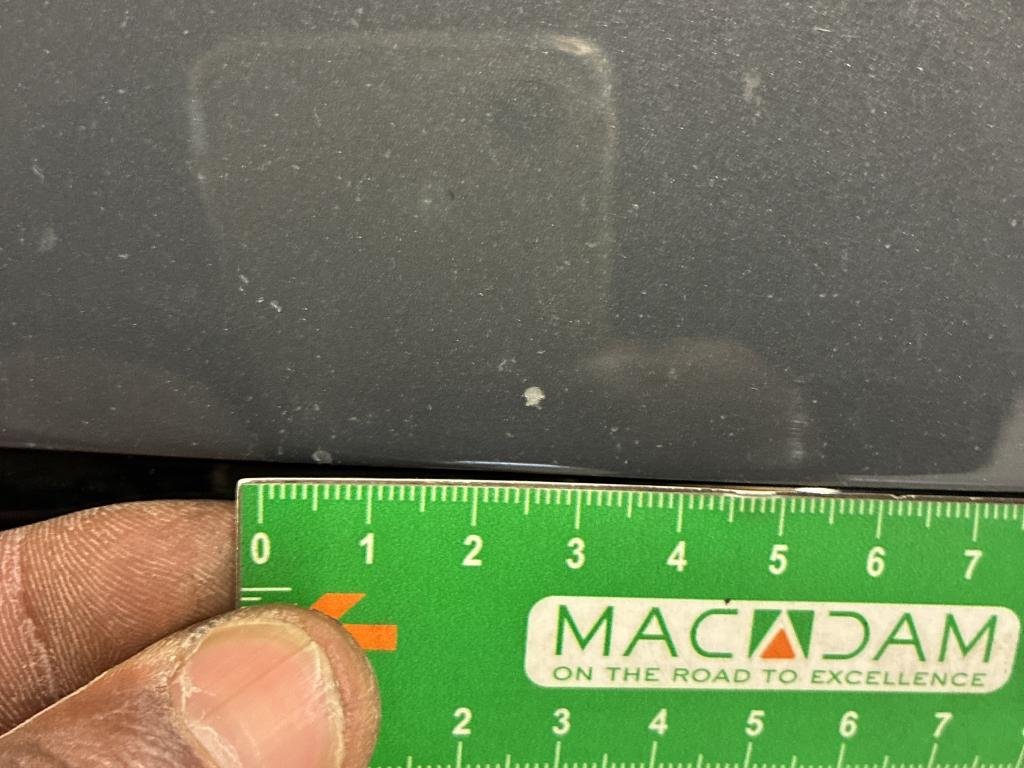 0 1 2 3 4 5 6 7
MACADAM
ON THE ROAD TO EXCELLENCE
2 3 4 5 6 7